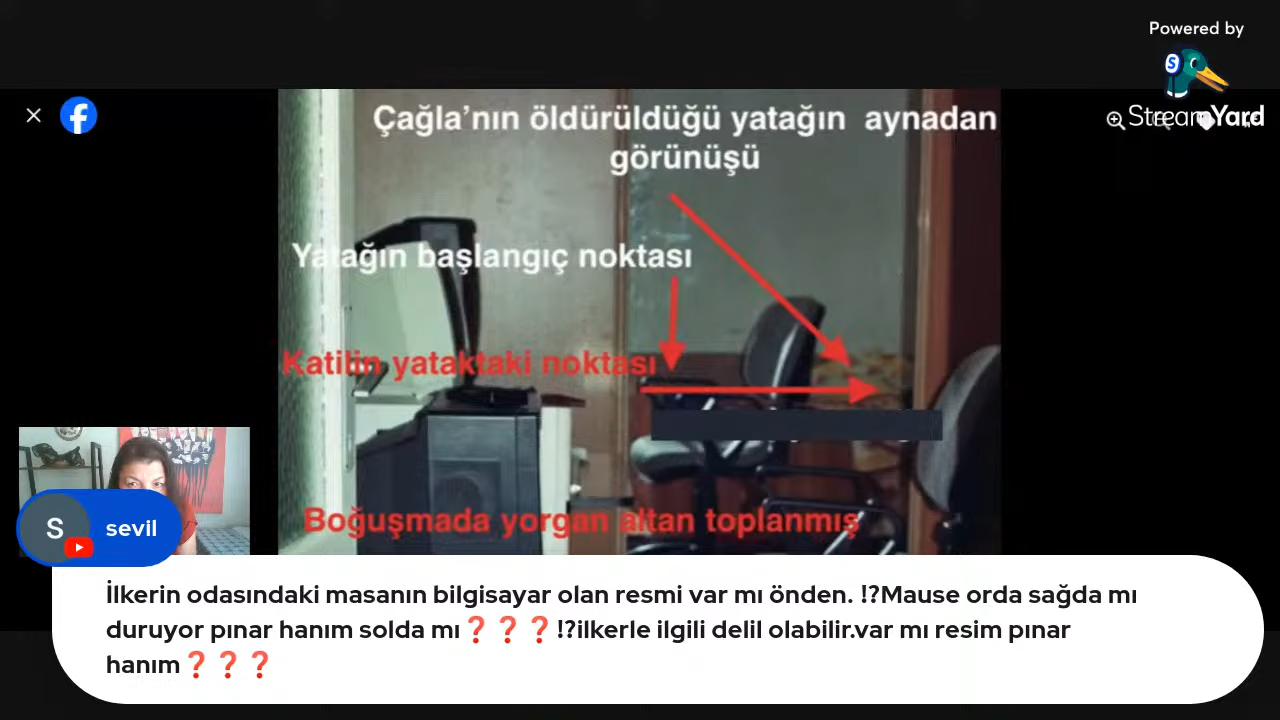 Powered by
StreamYard
Çağla'nın öldürüldüğü yatağın aynadan
görünüşü
Yatağın başlangıç noktası
Katilin yataktaki noktası
Boğuşmada yorgan altan toplanmış
S sevil
İlkerin odasındaki masanın bilgisayar olan resmi var mı önden. !?Mause orda sağda mı
duruyor pınar hanım solda mı❓❓❓!?ilkerle ilgili delil olabilir.var mı resim pınar
hanım❓❓❓